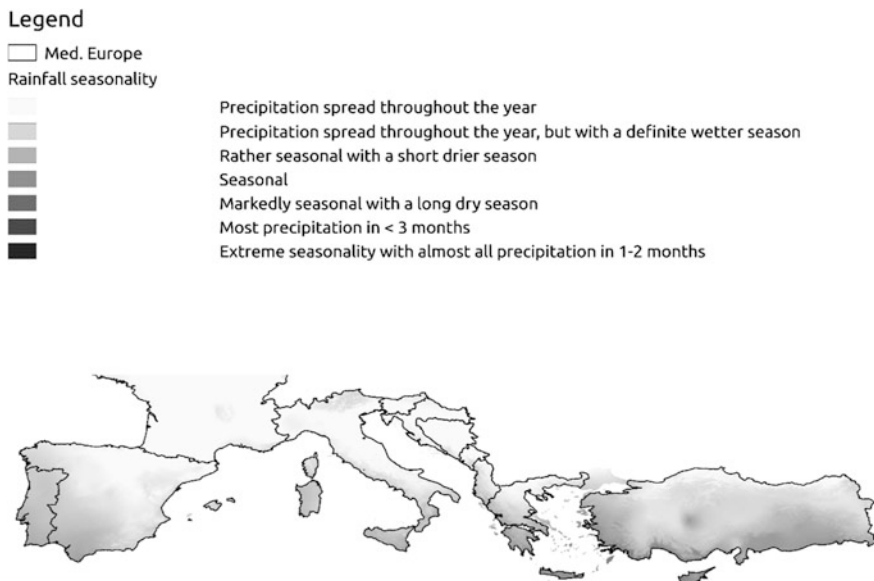 Legend
Med. Europe
Rainfall seasonality
Precipitation spread throughout the year
Precipitation spread throughout the year, but with a definite wetter season
Rather seasonal with a short drier season
Seasonal
Markedly seasonal with a long dry season
Most precipitation in < 3 months
Extreme seasonality with almost all precipitation in 1-2 months